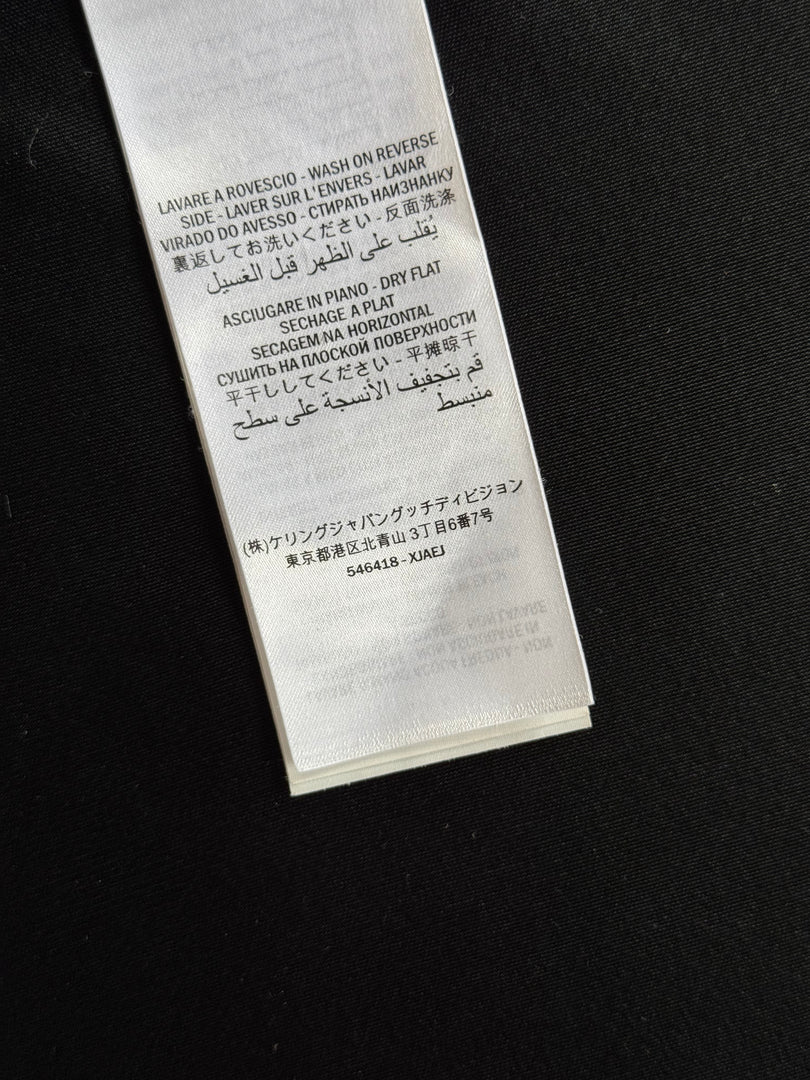 LAVARE A ROVESCIO - WASH ON REVERSE
SIDE - LAVER SUR L'ENVERS - LAVAR
VIRADO DO AVESSO - СТИРАТЬ НАИЗНАНКУ
裏返してお洗いください - 反面洗涤
يُقلب على الظهر قبل الغسيل
ASCIUGARE IN PIANO - DRY FLAT
SECHAGE A PLAT
SECAGEM NA HORIZONTAL
СУШИТЬ НА ПЛОСКОЙ ПОВЕРХНОСТИ
平干ししてください - 平摊晾干
قم بتجفيف الأنسجة على سطح
منبسط
(株)ケリングジャパングッチディビジョン
東京都港区北青山 3丁目6番7号
546418 - XJAEJ